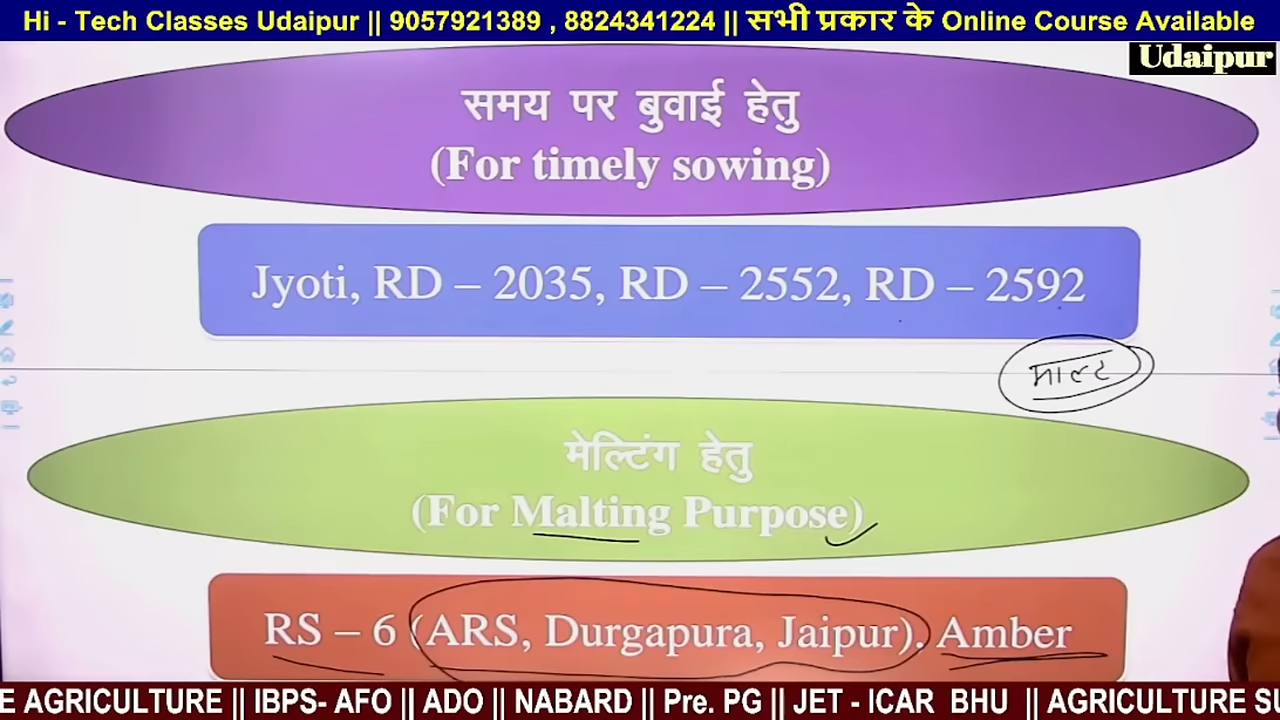 Hi - Tech Classes Udaipur || 9057921389 , 8824341224 || सभी प्रकार के Online Course Available
Udaipur
समय पर बुवाई हेतु
(For timely sowing)
Jyoti, RD – 2035, RD – 2552, RD – 2592
माल्ट
मेल्टिंग हेतु
(For Malting Purpose)
RS – 6 (ARS, Durgapura, Jaipur). Amber
E AGRICULTURE || IBPS- AFO || ADO || NABARD || Pre. PG || JET - ICAR BHU || AGRICULTURE SU